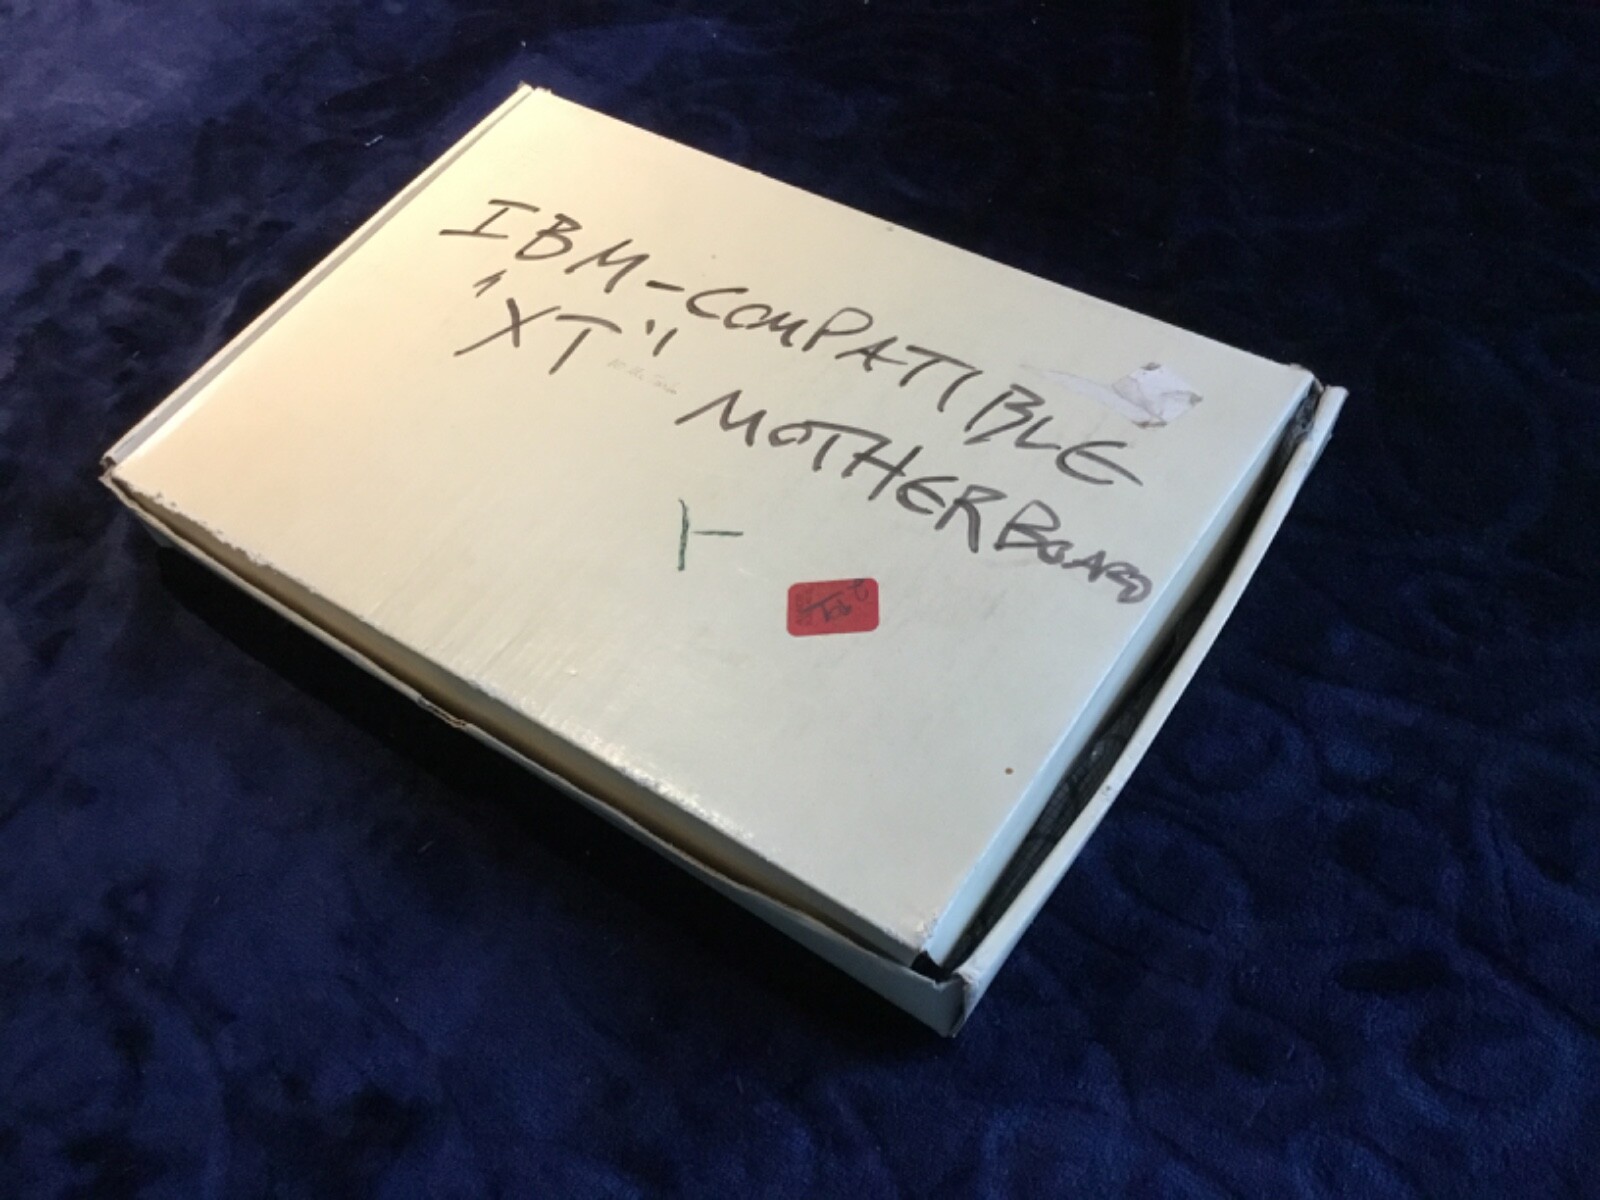 IBM-COMPATIBLE
"XT" MOTHERBOARD